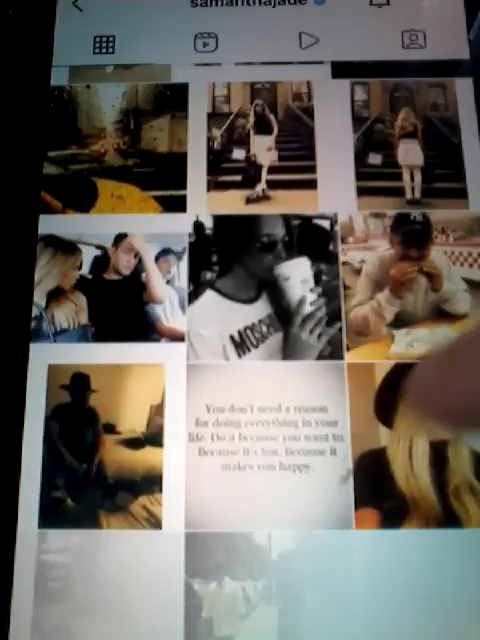 samanthajade
MOSCH
You don't need a reason
for doing everything in your
life. Do it because you want to.
Because it's fun. Because it
makes you happy.